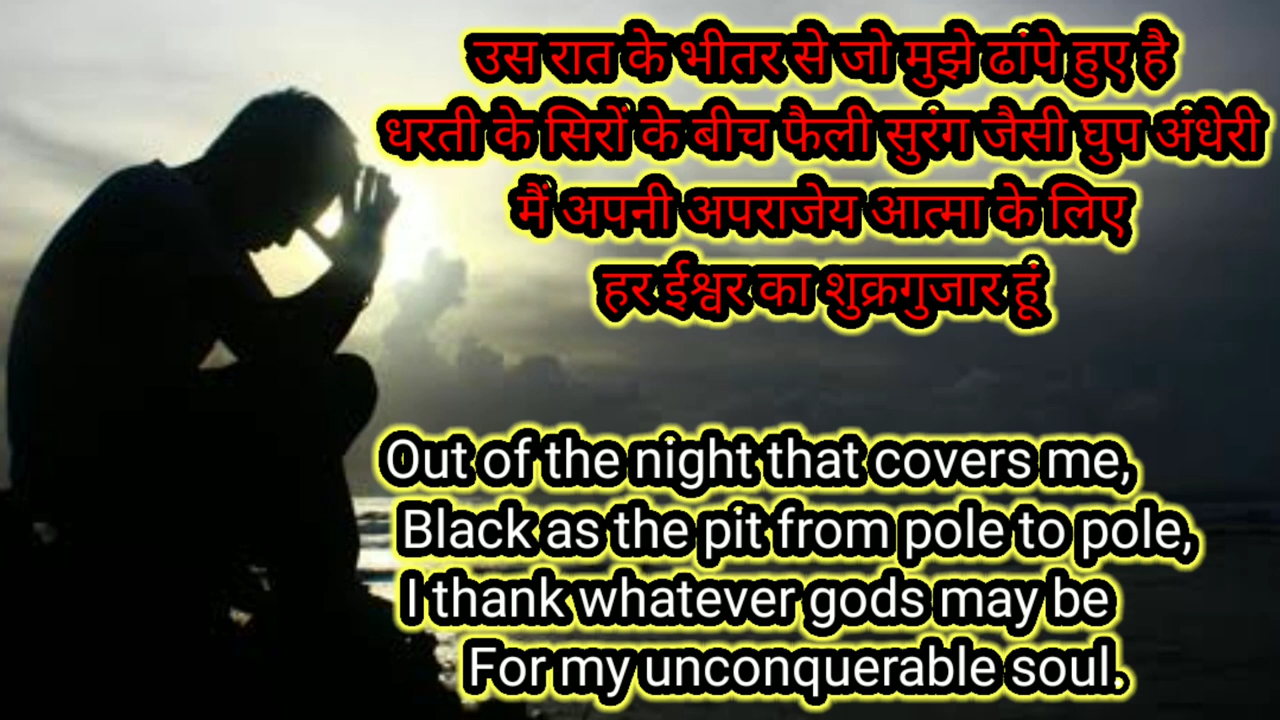 उस रात के भीतर से जो मुझे ढांपे हुए है
धरती के सिरों के बीच फैली सुरंग जैसी घुप अंधेरी
मैं अपनी अपराजेय आत्मा के लिए
हर ईश्वर का शुक्रगुजार हूं
Out of the night that covers me,
Black as the pit from pole to pole,
I thank whatever gods may be
For my unconquerable soul.